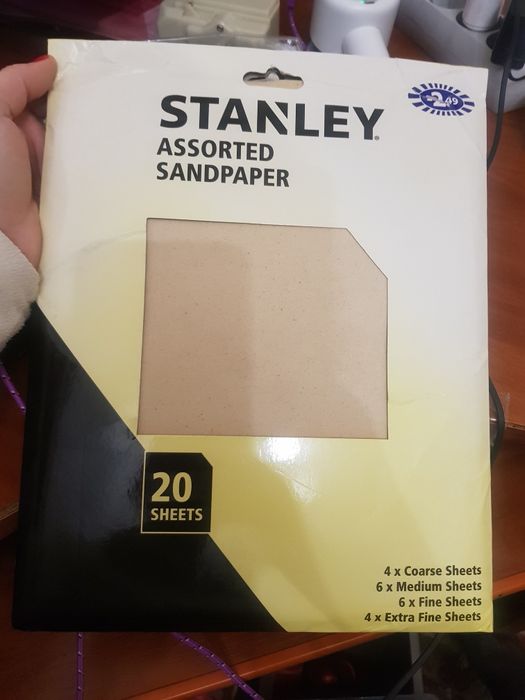 STANLEY®
2.49
ASSORTED
SANDPAPER
20
SHEETS
4 x Coarse Sheets
6 x Medium Sheets
6 x Fine Sheets
4 x Extra Fine Sheets